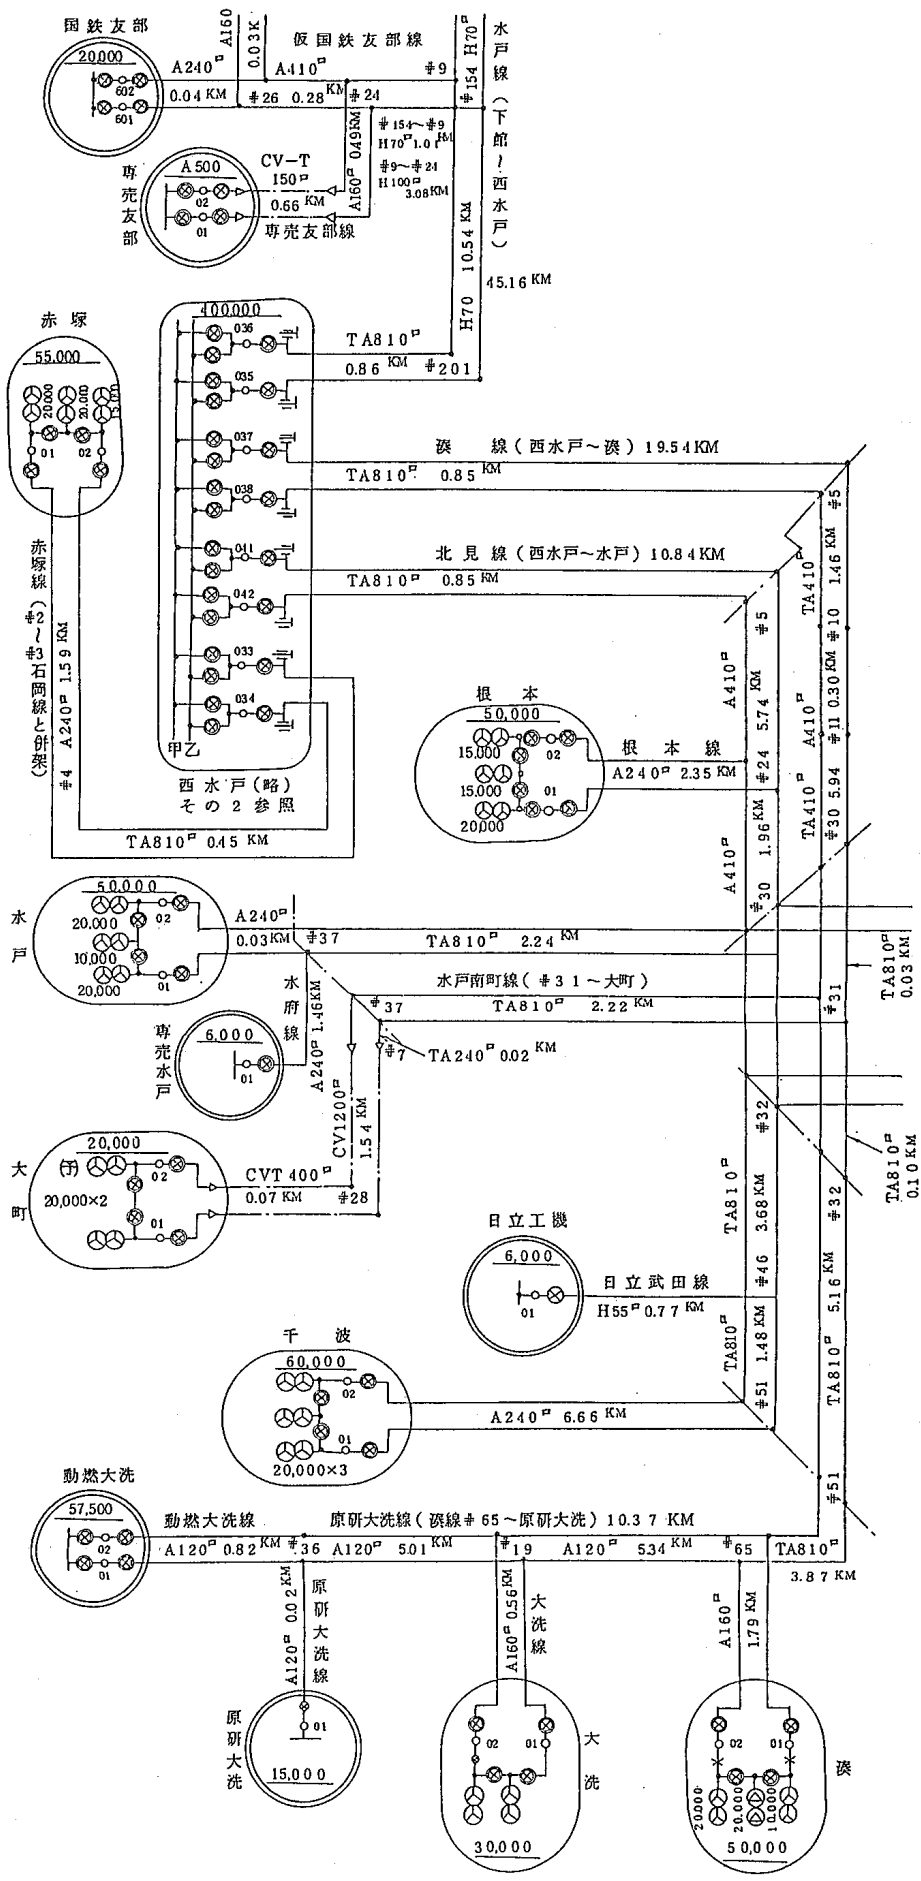 国鉄友部
20,000
602
601
A240□
0.04 KM
A160
0.03K
仮国鉄友部線
A410□
#9
#26 0.28 KM #24
#154 H70□
水戸線(下館~西水戸)
専売友部
A500
02
01
CV-T
150□
0.66 KM
専売友部線
A160□ 0.49KM
#154~#9
H70□ 1.01 KM
#9~#24
H100□
3.08KM
H70 10.54 KM
45.16 KM
赤塚
55.000
20.000
20.000
15.000
01
02
400,000
036
035
037
038
041
042
033
034
甲乙
西水戸(略)
その2参照
TA810□
0.86 KM #201
湊線(西水戸~湊)19.54KM
TA810□ 0.85 KM
北見線(西水戸~水戸)10.84KM
TA810□ 0.85 KM
赤塚線(#2~#3石岡線と併架)
#4 A240□ 1.59 KM
TA810□ 0.45 KM
根本
50,000
15,000
15,000
20,000
02
01
根本線
A240□ 2.35 KM
A410□
#5
5.74 KM
#24
A410□
1.96KM
#30
TA410□
#5
1.46 KM
#10
A410□
0.30 KM
#11
TA410□
5.94
#30
水戸
50,000
20.000
10,000
20,000
02
01
A240□
0.03 KM #37
TA810□ 2.24 KM
水府線
A240□ 1.46KM
水戸南町線(#31~大町)
#37 TA810□ 2.22 KM
#31
TA810□
0.03 KM
専売水戸
6,000
01
#7
TA240□ 0.02 KM
CV1200□
1.54 KM
大町
20,000
(予)
20,000×2
02
01
CVT 400□
0.07 KM #28
#32
TA810□
0.10 KM
#32
TA810□
3.68KM
#46
日立工機
6,000
01
日立武田線
H55□ 0.77 KM
TA810□
1.48 KM
#51
TA810□ 5.16 KM
#51
千波
60,000
02
01
20,000×3
A240□ 6.66 KM
動燃大洗
57,500
02
01
動燃大洗線
A120□ 0.82 KM #36
原研大洗線(湊線#65~原研大洗)10.37 KM
A120□ 5.01 KM #19
A120□ 5.34 KM #65
TA810□
3.87 KM
A120□ 0.02 KM
原研大洗線
A160□ 0.56KM
大洗線
A160□
1.79 KM
原研大洗
01
15,000
02
01
大洗
30,000
02
01
湊
20.000
20.000
10.000
50,000